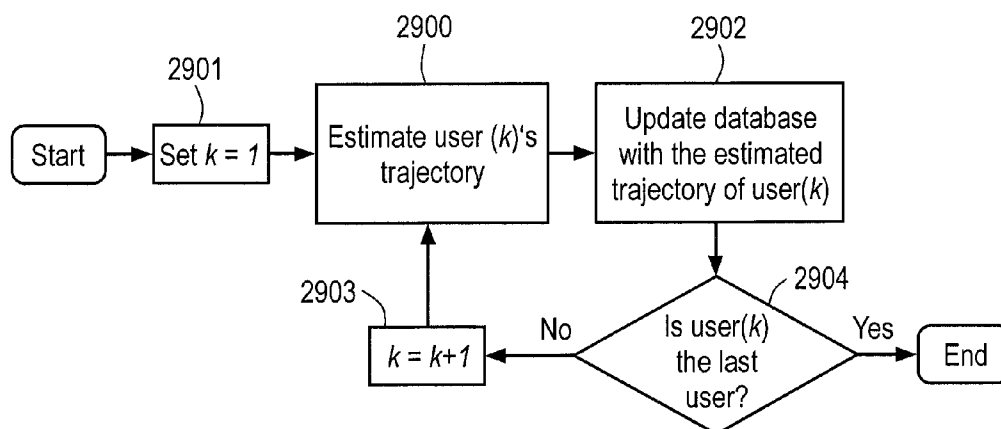 2900
2902
2901
Start
Set k = 1
Estimate user (k)‘s
trajectory
Update database
with the estimated
trajectory of user(k)
2903
2904
No
Yes
k = k+1
Is user(k)
the last
user?
End